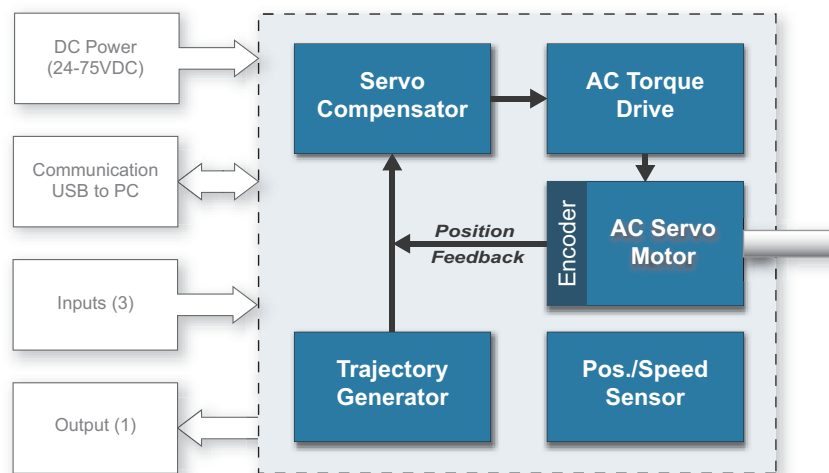 DC Power
(24-75VDC)
Communication
USB to PC
Inputs (3)
Output (1)
Servo
Compensator
AC Torque
Drive
Position
Feedback
Encoder
AC Servo
Motor
Trajectory
Generator
Pos./Speed
Sensor